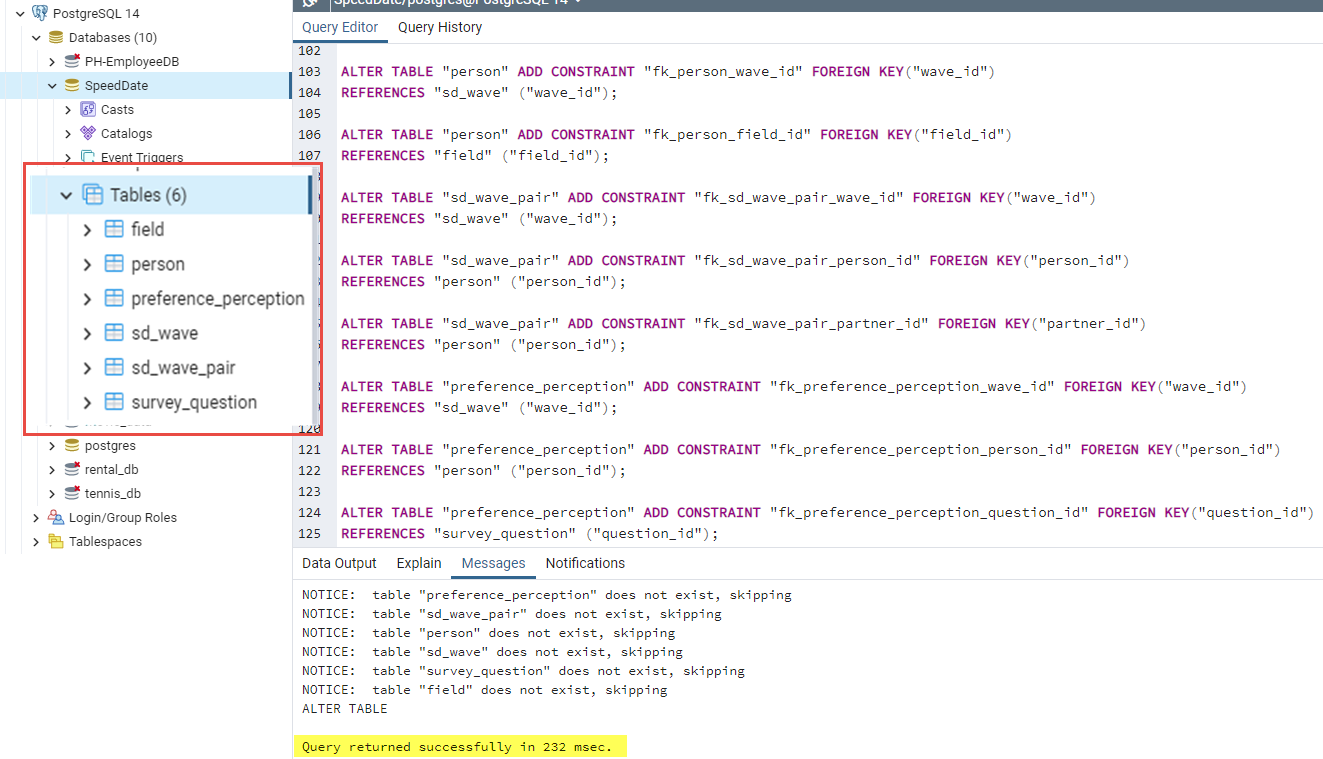 PostgreSQL 14
Databases (10)
PH-EmployeeDB
SpeedDate
Casts
Catalogs
Event Triggers
Tables (6)
field
person
preference_perception
sd_wave
sd_wave_pair
survey_question
postgres
rental_db
tennis_db
Login/Group Roles
Tablespaces
SpeedDate/postgres@PostgreSQL 14
Query Editor Query History
102
103 ALTER TABLE "person" ADD CONSTRAINT "fk_person_wave_id" FOREIGN KEY("wave_id")
104 REFERENCES "sd_wave" ("wave_id");
105
106 ALTER TABLE "person" ADD CONSTRAINT "fk_person_field_id" FOREIGN KEY("field_id")
107 REFERENCES "field" ("field_id");
ALTER TABLE "sd_wave_pair" ADD CONSTRAINT "fk_sd_wave_pair_wave_id" FOREIGN KEY("wave_id")
REFERENCES "sd_wave" ("wave_id");
ALTER TABLE "sd_wave_pair" ADD CONSTRAINT "fk_sd_wave_pair_person_id" FOREIGN KEY("person_id")
REFERENCES "person" ("person_id");
ALTER TABLE "sd_wave_pair" ADD CONSTRAINT "fk_sd_wave_pair_partner_id" FOREIGN KEY("partner_id")
REFERENCES "person" ("person_id");
ALTER TABLE "preference_perception" ADD CONSTRAINT "fk_preference_perception_wave_id" FOREIGN KEY("wave_id")
REFERENCES "sd_wave" ("wave_id");
120
121 ALTER TABLE "preference_perception" ADD CONSTRAINT "fk_preference_perception_person_id" FOREIGN KEY("person_id")
122 REFERENCES "person" ("person_id");
123
124 ALTER TABLE "preference_perception" ADD CONSTRAINT "fk_preference_perception_question_id" FOREIGN KEY("question_id")
125 REFERENCES "survey_question" ("question_id");
Data Output Explain Messages Notifications
NOTICE: table "preference_perception" does not exist, skipping
NOTICE: table "sd_wave_pair" does not exist, skipping
NOTICE: table "person" does not exist, skipping
NOTICE: table "sd_wave" does not exist, skipping
NOTICE: table "survey_question" does not exist, skipping
NOTICE: table "field" does not exist, skipping
ALTER TABLE
Query returned successfully in 232 msec.